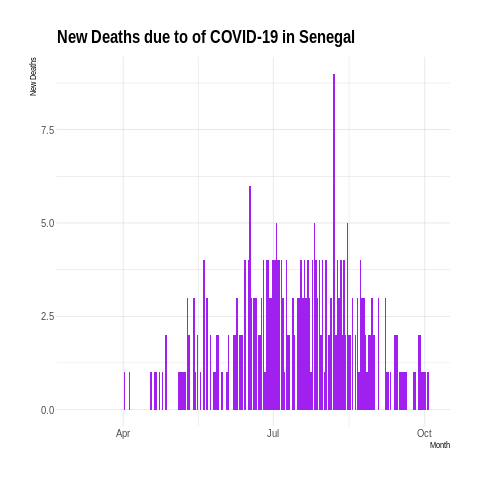 New Deaths due to of COVID-19 in Senegal
New Deaths
7.5
5.0
2.5
0.0
Apr Jul Oct
Month